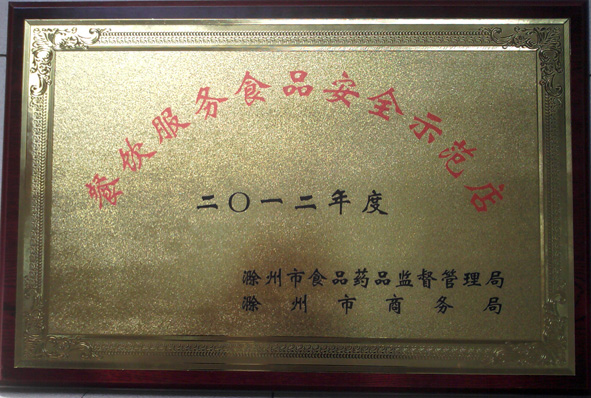 餐饮服务食品安全示范店
二〇一二年度
滁州市食品药品监督管理局
滁州市商务局